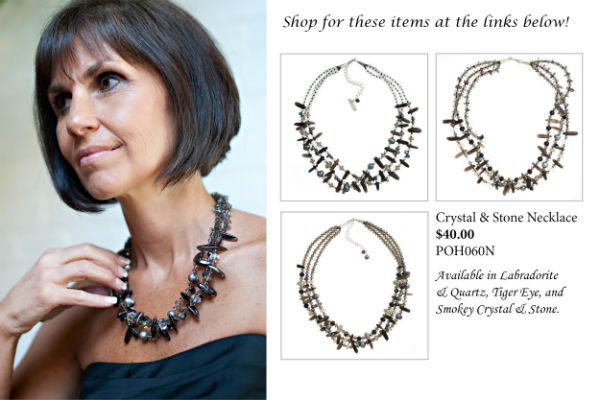 Shop for these items at the links below!
Crystal & Stone Necklace
$40.00
POH060N
Available in Labradorite
& Quartz, Tiger Eye, and
Smokey Crystal & Stone.